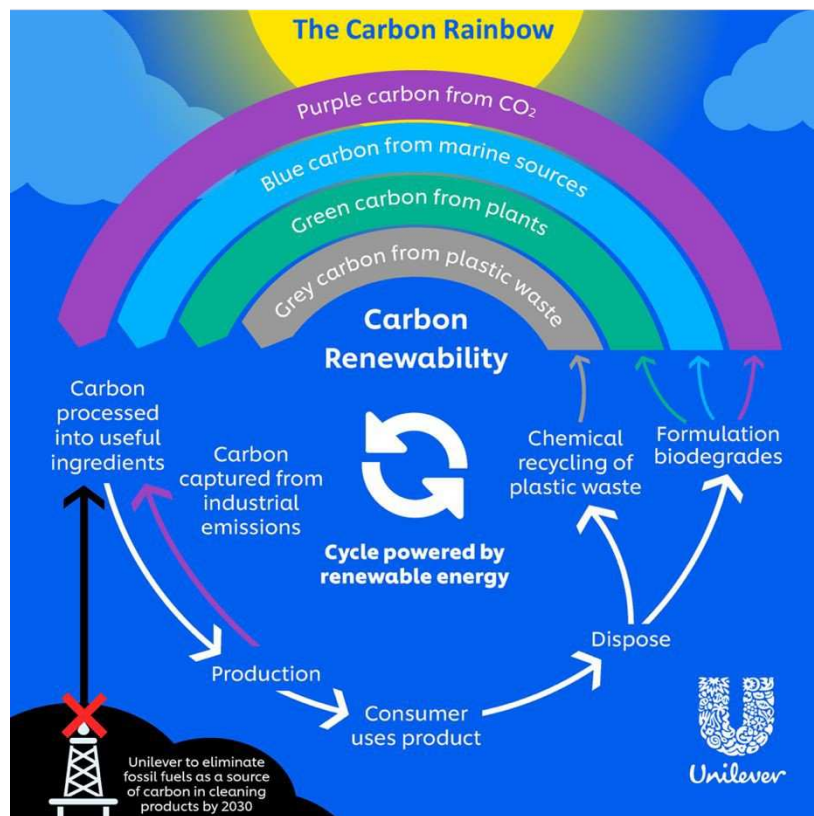 The Carbon Rainbow
Purple carbon from CO₂
Blue carbon from marine sources
Green carbon from plants
Grey carbon from plastic waste
Carbon
Renewability
Carbon
processed
into useful
ingredients
Carbon
captured from
industrial
emissions
Chemical
recycling of
plastic waste
Formulation
biodegrades
Cycle powered by
renewable energy
Dispose
Production
Consumer
uses product
Unilever to eliminate
fossil fuels as a source
of carbon in cleaning
products by 2030
Unilever